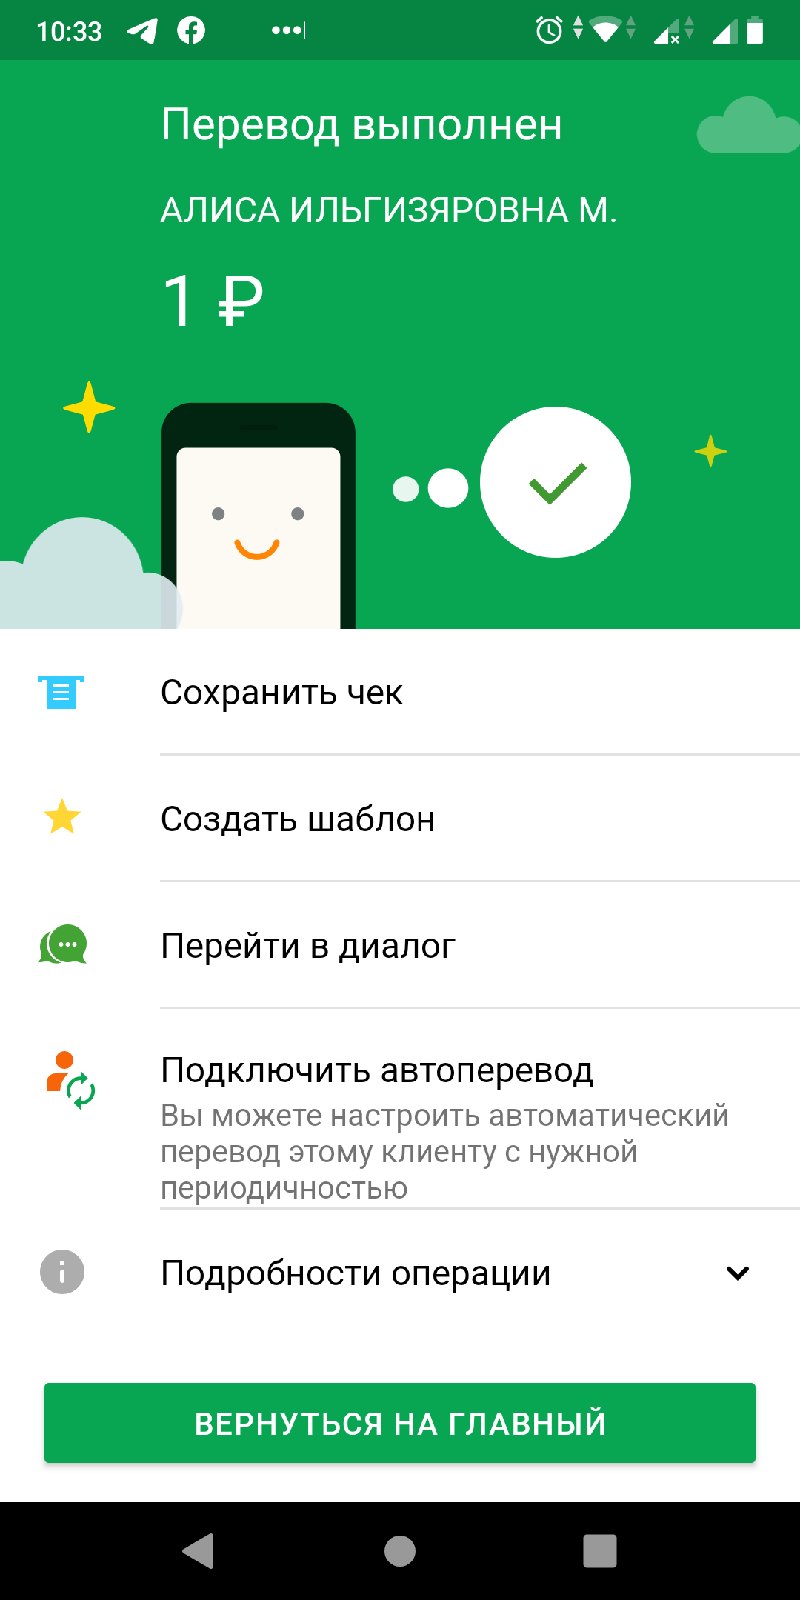 10:33
Перевод выполнен
АЛИСА ИЛЬГИЗЯРОВНА М.
1 ₽
Сохранить чек
Создать шаблон
Перейти в диалог
Подключить автоперевод
Вы можете настроить автоматический
перевод этому клиенту с нужной
периодичностью
Подробности операции
ВЕРНУТЬСЯ НА ГЛАВНЫЙ